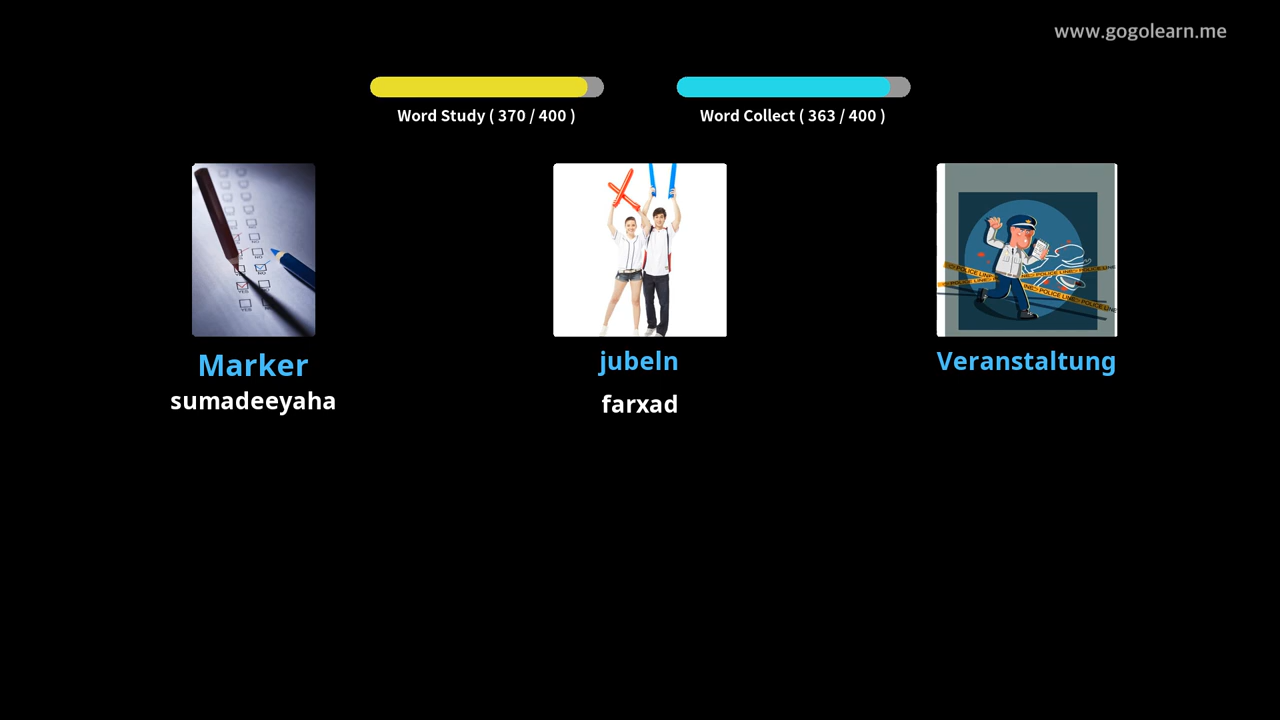 www.gogolearn.me
Word Study ( 370 / 400 )
Word Collect ( 363 / 400 )
Marker
jubeln
Veranstaltung
sumadeeyaha
farxad